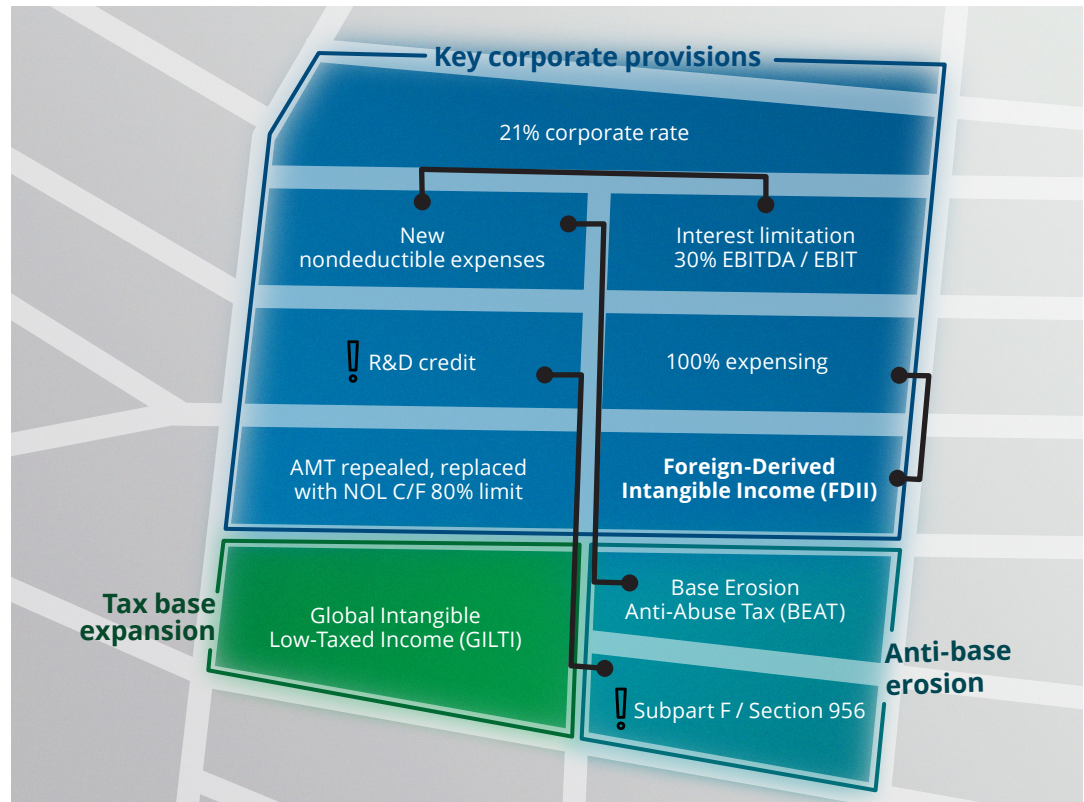 Key corporate provisions
21% corporate rate
New
nondeductible expenses
Interest limitation
30% EBITDA / EBIT
! R&D credit
100% expensing
AMT repealed, replaced
with NOL C/F 80% limit
Foreign-Derived
Intangible Income (FDII)
Tax base
expansion
Global Intangible
Low-Taxed Income (GILTI)
Base Erosion
Anti-Abuse Tax (BEAT)
Anti-base
erosion
! Subpart F / Section 956